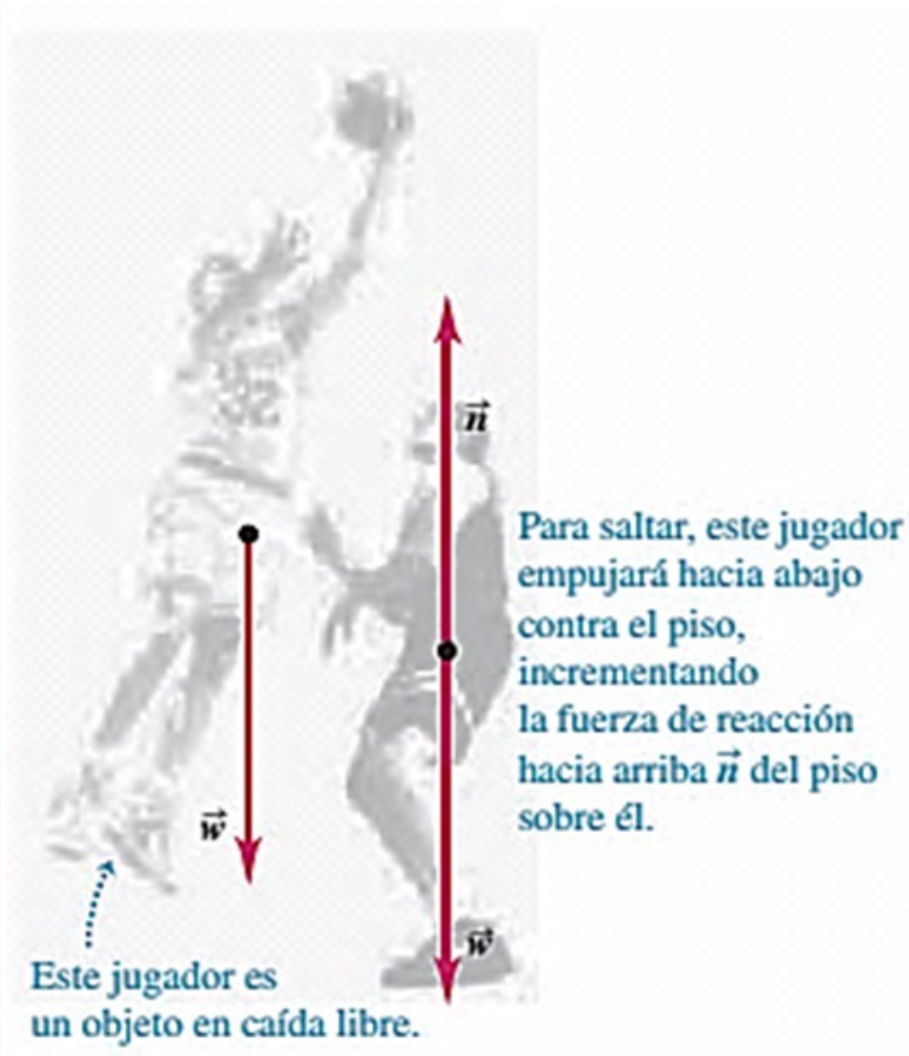 32
n⃗
Para saltar, este jugador
empujará hacia abajo
contra el piso,
incrementando
la fuerza de reacción
hacia arriba n⃗ del piso
sobre él.
w⃗
w⃗
Este jugador es
un objeto en caída libre.